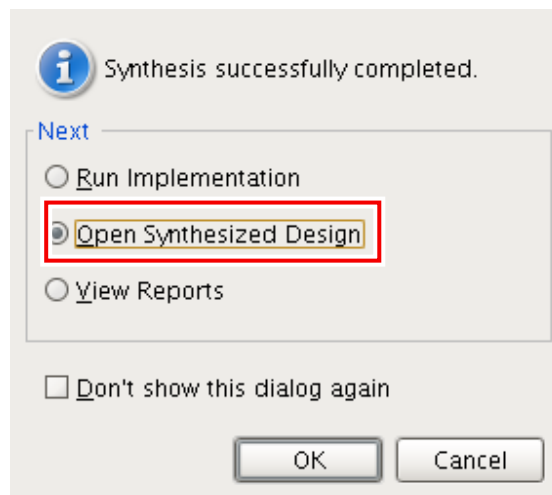 Synthesis successfully completed.
Next
Run Implementation
Open Synthesized Design
View Reports
Don't show this dialog again
OK Cancel